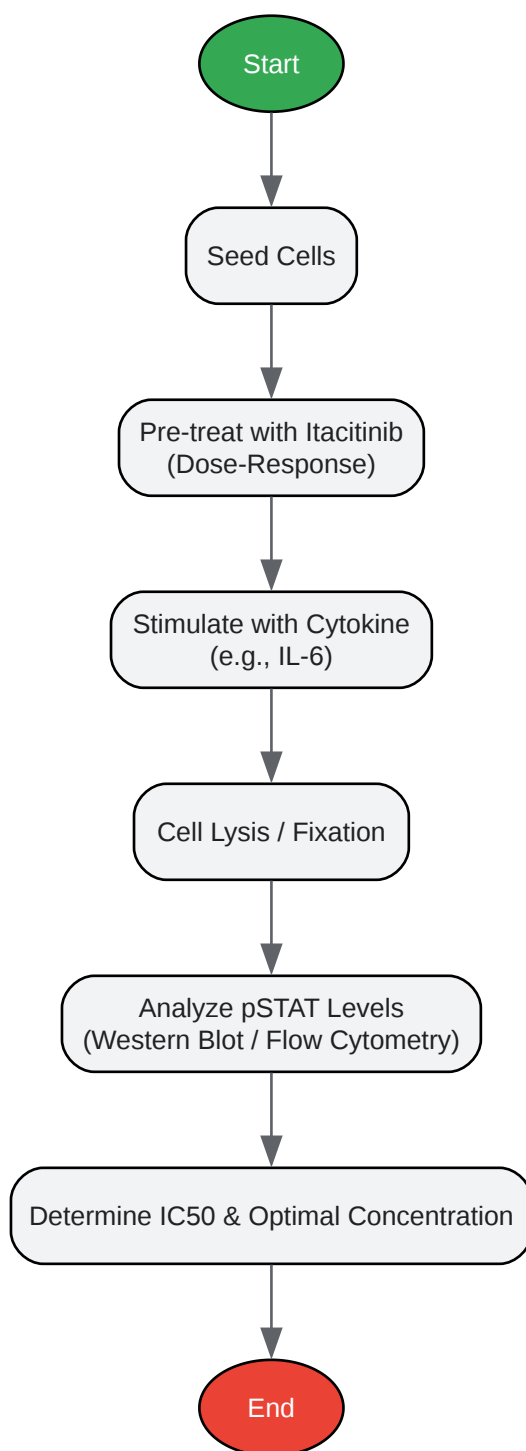 Start
Seed Cells
Pre-treat with Itacitinib
(Dose-Response)
Stimulate with Cytokine
(e.g., IL-6)
Cell Lysis / Fixation
Analyze pSTAT Levels
(Western Blot / Flow Cytometry)
Determine IC50 & Optimal Concentration
End